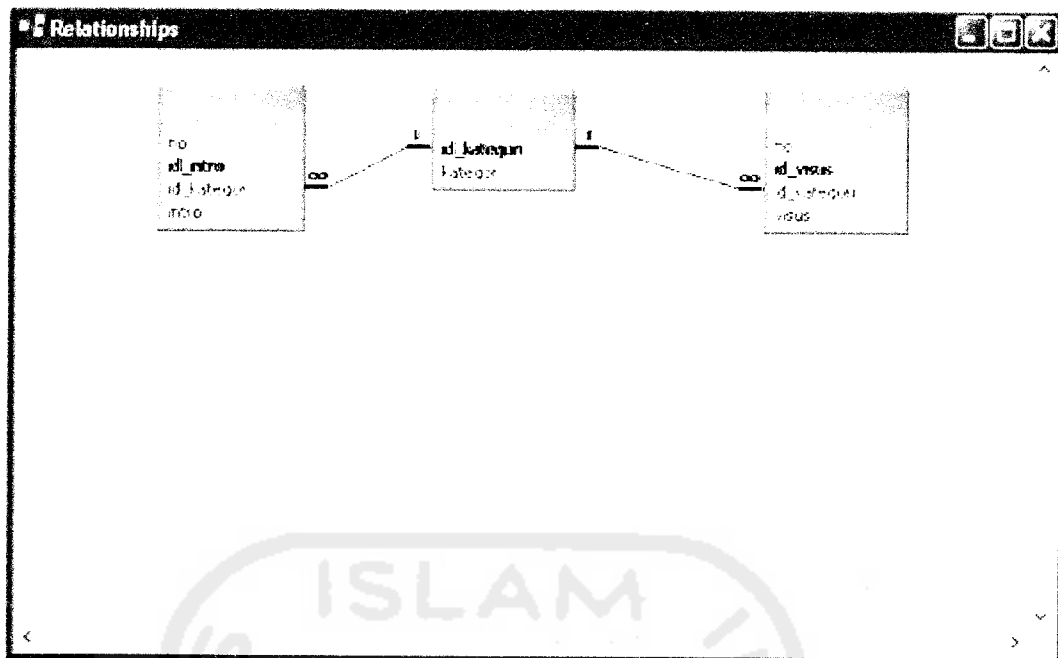 Relationships
no
id_intro
id_kategori
intro
∞
1
id_kategori
kategori
1
∞
no
id_visus
id_kategori
visus
ISLAM